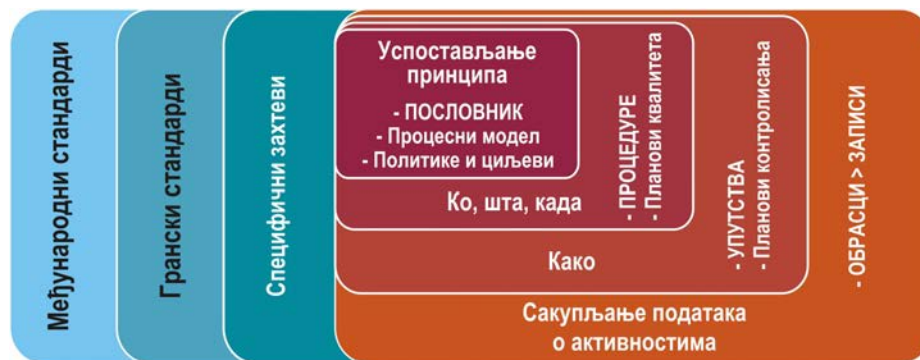 Међународни стандарди
Грански стандарди
Специфични захтеви
Успостављање
принципа
- ПОСЛОВНИК
- Процесни модел
- Политике и циљеви
Ко, шта, када
- ПРОЦЕДУРЕ
- Планови квалитета
Како
- УПУТСТВА
- Планови контролисања
Сакупљање података
о активностима
- ОБРАСЦИ > ЗАПИСИ